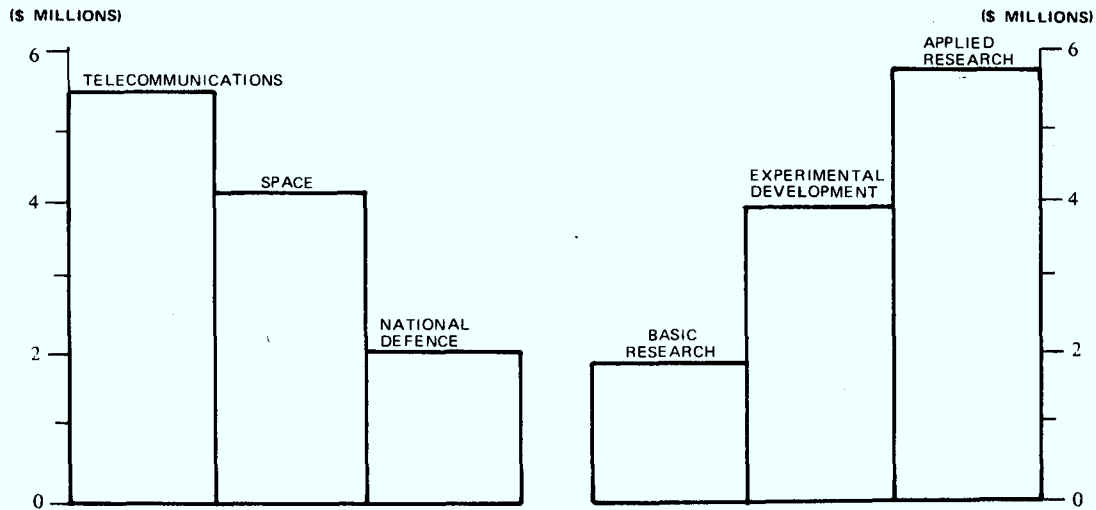 ($ MILLIONS)
6
4
2
0
TELECOMMUNICATIONS
SPACE
NATIONAL
DEFENCE
($ MILLIONS)
6
4
2
0
BASIC
RESEARCH
EXPERIMENTAL
DEVELOPMENT
APPLIED
RESEARCH